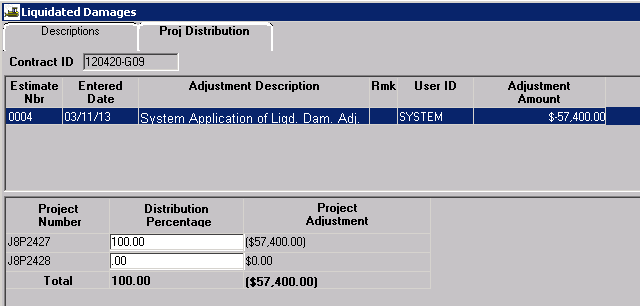 Liquidated Damages
Descriptions Proj Distribution
Contract ID 120420-G09
Estimate Nbr Entered Date Adjustment Description Rmk User ID Adjustment Amount
0004 03/11/13 System Application of Liqd. Dam. Adj. SYSTEM $-57,400.00
Project Number Distribution Percentage Project Adjustment
J8P2427 100.00 ($57,400.00)
J8P2428 .00 $0.00
Total 100.00 ($57,400.00)